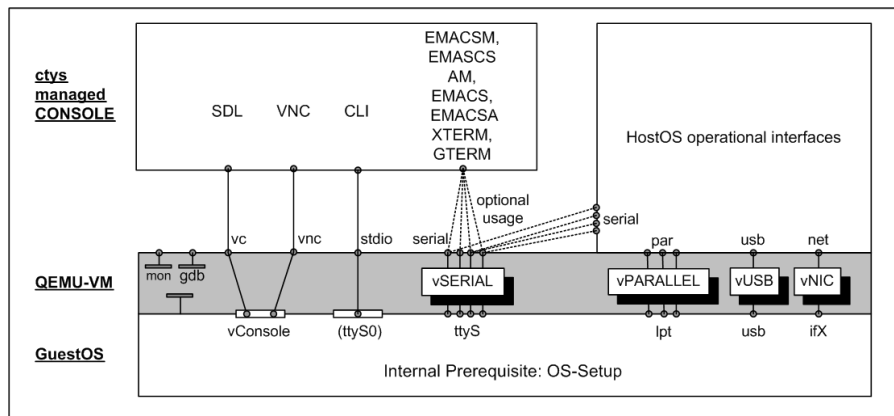 ctys
managed
CONSOLE
SDL
VNC
CLI
EMACSM,
EMASCS
AM,
EMACS,
EMACSA
XTERM,
GTERM
HostOS operational interfaces
optional
usage
serial
vc
vnc
stdio
serial
par
usb
net
QEMU-VM
mon
gdb
vSERIAL
vPARALLEL
vUSB
vNIC
vConsole
(ttyS0)
ttyS
lpt
usb
ifX
GuestOS
Internal Prerequisite: OS-Setup